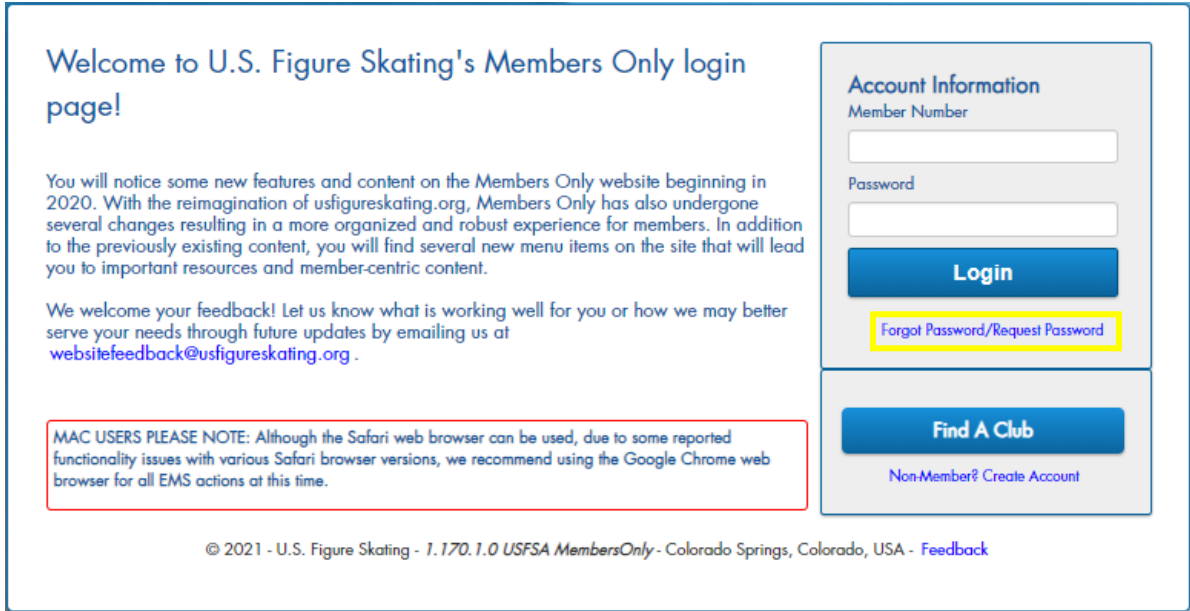 Welcome to U.S. Figure Skating's Members Only login
page!
You will notice some new features and content on the Members Only website beginning in
2020. With the reimagination of usfigureskating.org, Members Only has also undergone
several changes resulting in a more organized and robust experience for members. In addition
to the previously existing content, you will find several new menu items on the site that will lead
you to important resources and member-centric content.
We welcome your feedback! Let us know what is working well for you or how we may better
serve your needs through future updates by emailing us at
websitefeedback@usfigureskating.org .
MAC USERS PLEASE NOTE: Although the Safari web browser can be used, due to some reported
functionality issues with various Safari browser versions, we recommend using the Google Chrome web
browser for all EMS actions at this time.
Account Information
Member Number
Password
Login
Forgot Password/Request Password
Find A Club
Non-Member? Create Account
© 2021 - U.S. Figure Skating - 1.170.1.0 USFSA MembersOnly - Colorado Springs, Colorado, USA - Feedback